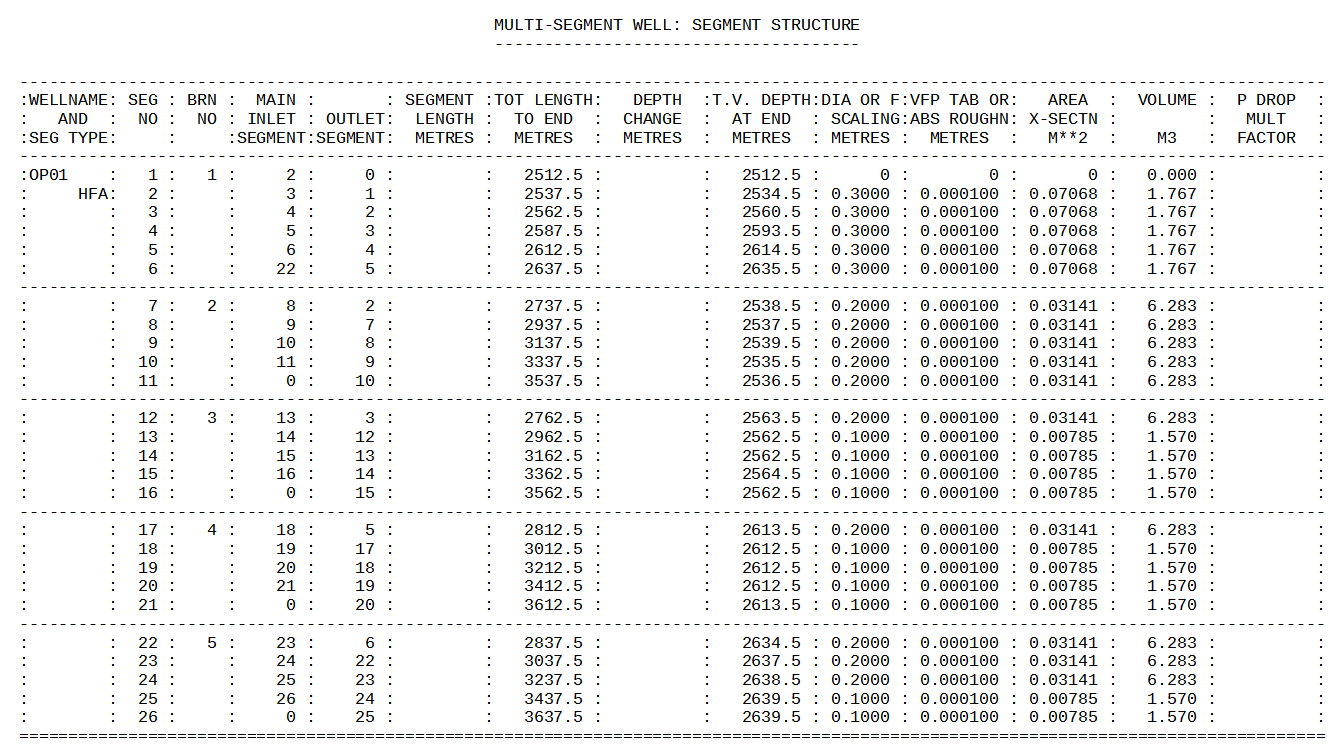 MULTI-SEGMENT WELL: SEGMENT STRUCTURE
-------------------------------------
------------------------------------------------------------------------------------------------------------------------------------
:WELLNAME: SEG : BRN :  MAIN  :       : SEGMENT :TOT LENGTH:   DEPTH  :T.V. DEPTH:DIA OR F:VFP TAB OR:   AREA   :  VOLUME :  P DROP  :
:   AND  :  NO :  NO : INLET  : OUTLET:  LENGTH :  TO END  :  CHANGE  :  AT END  : SCALING:ABS ROUGHN: X-SECTN  :         :   MULT   :
:SEG TYPE:     :     :SEGMENT:SEGMENT:  METRES :  METRES  :  METRES  :  METRES  : METRES :  METRES  :   M**2   :    M3   :  FACTOR  :
------------------------------------------------------------------------------------------------------------------------------------
:OP01    :   1 :   1 :     2 :     0 :         :   2512.5 :          :   2512.5 :      0 :        0 :        0 :   0.000 :          :
:     HFA:   2 :     :     3 :     1 :         :   2537.5 :          :   2534.5 : 0.3000 : 0.000100 : 0.07068 :   1.767 :          :
:        :   3 :     :     4 :     2 :         :   2562.5 :          :   2560.5 : 0.3000 : 0.000100 : 0.07068 :   1.767 :          :
:        :   4 :     :     5 :     3 :         :   2587.5 :          :   2593.5 : 0.3000 : 0.000100 : 0.07068 :   1.767 :          :
:        :   5 :     :     6 :     4 :         :   2612.5 :          :   2614.5 : 0.3000 : 0.000100 : 0.07068 :   1.767 :          :
:        :   6 :     :    22 :     5 :         :   2637.5 :          :   2635.5 : 0.3000 : 0.000100 : 0.07068 :   1.767 :          :
------------------------------------------------------------------------------------------------------------------------------------
:        :   7 :   2 :     8 :     2 :         :   2737.5 :          :   2538.5 : 0.2000 : 0.000100 : 0.03141 :   6.283 :          :
:        :   8 :     :     9 :     7 :         :   2937.5 :          :   2537.5 : 0.2000 : 0.000100 : 0.03141 :   6.283 :          :
:        :   9 :     :    10 :     8 :         :   3137.5 :          :   2539.5 : 0.2000 : 0.000100 : 0.03141 :   6.283 :          :
:        :  10 :     :    11 :     9 :         :   3337.5 :          :   2535.5 : 0.2000 : 0.000100 : 0.03141 :   6.283 :          :
:        :  11 :     :     0 :    10 :         :   3537.5 :          :   2536.5 : 0.2000 : 0.000100 : 0.03141 :   6.283 :          :
------------------------------------------------------------------------------------------------------------------------------------
:        :  12 :   3 :    13 :     3 :         :   2762.5 :          :   2563.5 : 0.2000 : 0.000100 : 0.03141 :   6.283 :          :
:        :  13 :     :    14 :    12 :         :   2962.5 :          :   2562.5 : 0.1000 : 0.000100 : 0.00785 :   1.570 :          :
:        :  14 :     :    15 :    13 :         :   3162.5 :          :   2562.5 : 0.1000 : 0.000100 : 0.00785 :   1.570 :          :
:        :  15 :     :    16 :    14 :         :   3362.5 :          :   2564.5 : 0.1000 : 0.000100 : 0.00785 :   1.570 :          :
:        :  16 :     :     0 :    15 :         :   3562.5 :          :   2562.5 : 0.1000 : 0.000100 : 0.00785 :   1.570 :          :
------------------------------------------------------------------------------------------------------------------------------------
:        :  17 :   4 :    18 :     5 :         :   2812.5 :          :   2613.5 : 0.2000 : 0.000100 : 0.03141 :   6.283 :          :
:        :  18 :     :    19 :    17 :         :   3012.5 :          :   2612.5 : 0.1000 : 0.000100 : 0.00785 :   1.570 :          :
:        :  19 :     :    20 :    18 :         :   3212.5 :          :   2612.5 : 0.1000 : 0.000100 : 0.00785 :   1.570 :          :
:        :  20 :     :    21 :    19 :         :   3412.5 :          :   2612.5 : 0.1000 : 0.000100 : 0.00785 :   1.570 :          :
:        :  21 :     :     0 :    20 :         :   3612.5 :          :   2613.5 : 0.1000 : 0.000100 : 0.00785 :   1.570 :          :
------------------------------------------------------------------------------------------------------------------------------------
:        :  22 :   5 :    23 :     6 :         :   2837.5 :          :   2634.5 : 0.2000 : 0.000100 : 0.03141 :   6.283 :          :
:        :  23 :     :    24 :    22 :         :   3037.5 :          :   2637.5 : 0.2000 : 0.000100 : 0.03141 :   6.283 :          :
:        :  24 :     :    25 :    23 :         :   3237.5 :          :   2638.5 : 0.2000 : 0.000100 : 0.03141 :   6.283 :          :
:        :  25 :     :    26 :    24 :         :   3437.5 :          :   2639.5 : 0.1000 : 0.000100 : 0.00785 :   1.570 :          :
:        :  26 :     :     0 :    25 :         :   3637.5 :          :   2639.5 : 0.1000 : 0.000100 : 0.00785 :   1.570 :          :
====================================================================================================================================